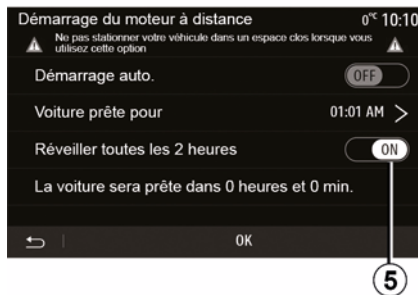 Démarrage du moteur à distance 0°C 10:10
Ne pas stationner votre véhicule dans un espace clos lorsque vous
utilisez cette option
Démarrage auto. OFF
Voiture prête pour 01:01 AM >
Réveiller toutes les 2 heures ON
La voiture sera prête dans 0 heures et 0 min.
OK
5